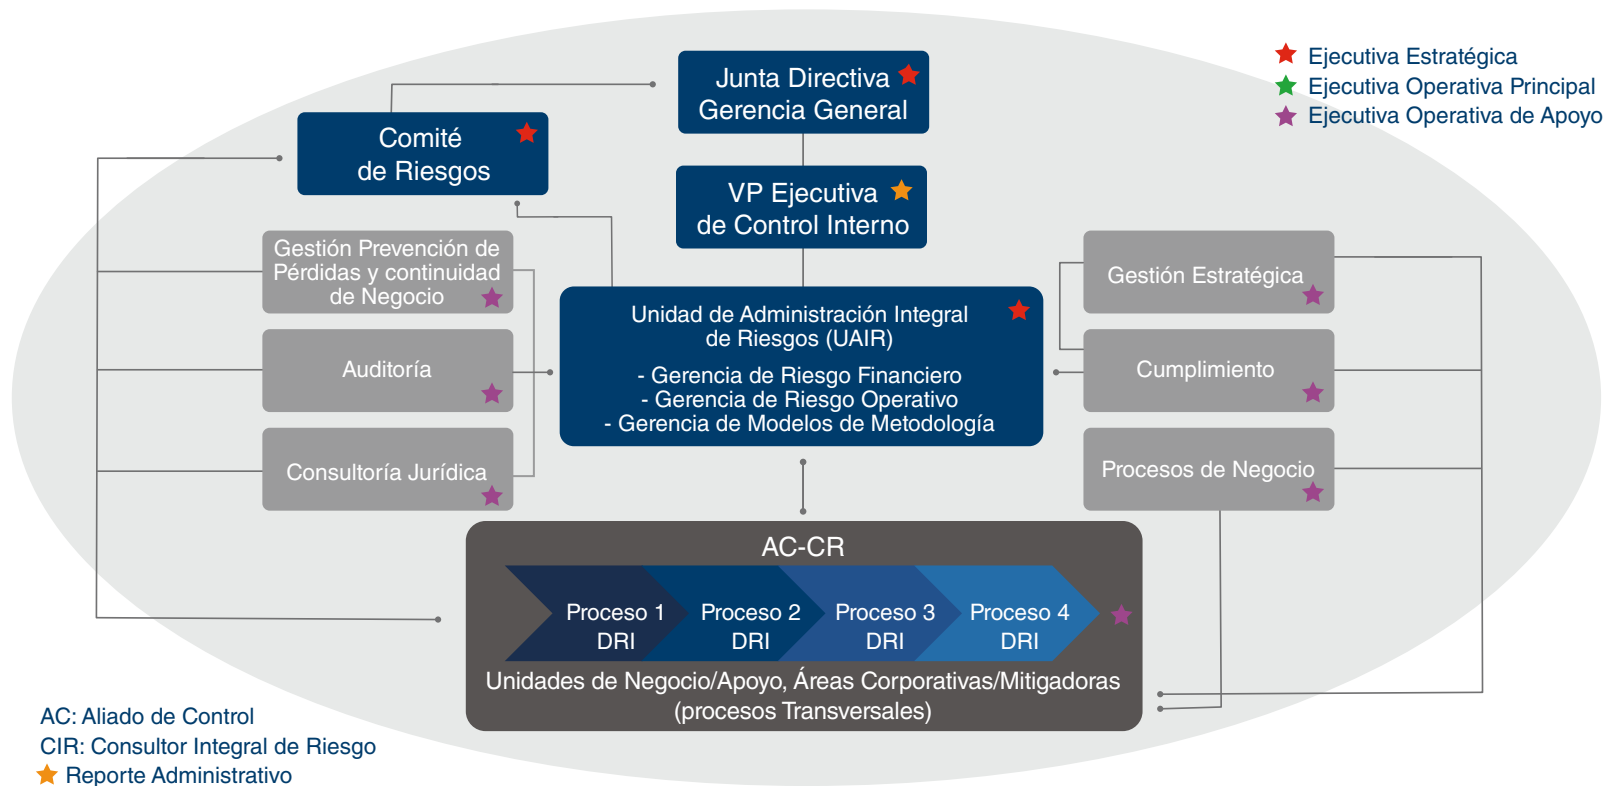 Junta Directiva
Gerencia General
Ejecutiva Estratégica
Ejecutiva Operativa Principal
Ejecutiva Operativa de Apoyo
Comité
de Riesgos
VP Ejecutiva
de Control Interno
Gestión Prevención de
Pérdidas y continuidad
de Negocio
Auditoría
Consultoría Jurídica
Unidad de Administración Integral
de Riesgos (UAIR)
- Gerencia de Riesgo Financiero
- Gerencia de Riesgo Operativo
- Gerencia de Modelos de Metodología
Gestión Estratégica
Cumplimiento
Procesos de Negocio
AC-CR
Proceso 1
DRI
Proceso 2
DRI
Proceso 3
DRI
Proceso 4
DRI
Unidades de Negocio/Apoyo, Áreas Corporativas/Mitigadoras
(procesos Transversales)
AC: Aliado de Control
CIR: Consultor Integral de Riesgo
Reporte Administrativo